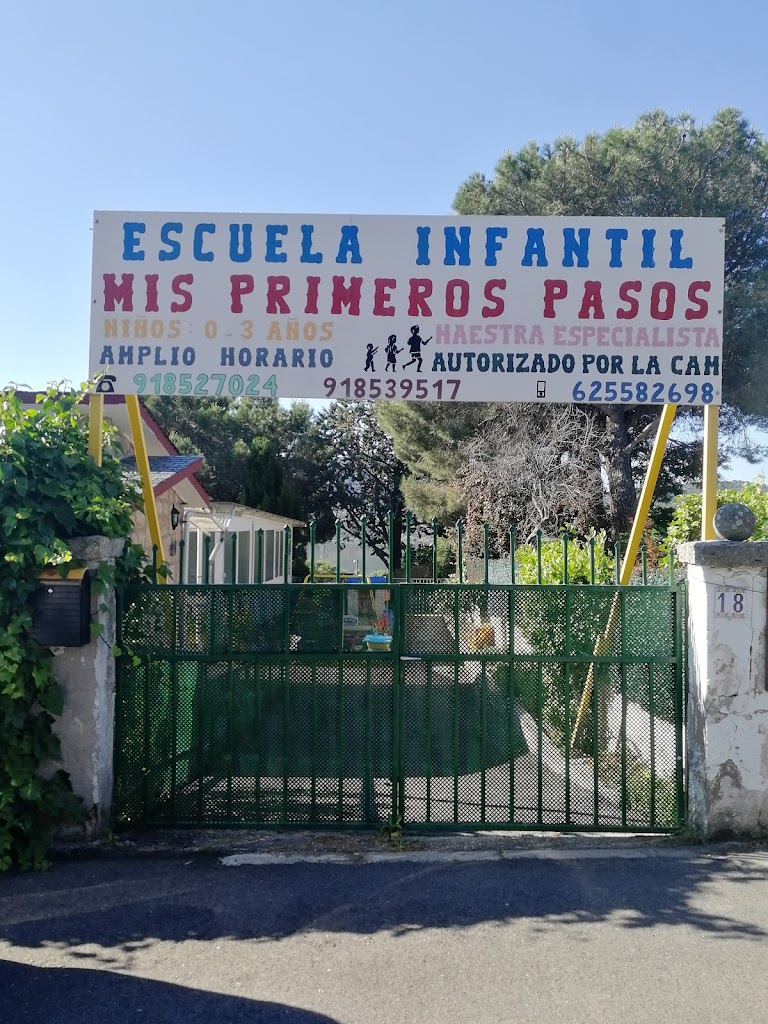 ESCUELA INFANTIL
MIS PRIMEROS PASOS
NIÑOS: 0-3 AÑOS
MAESTRA ESPECIALISTA
AMPLIO HORARIO
AUTORIZADO POR LA CAM
918527024 918539517 625582698
18